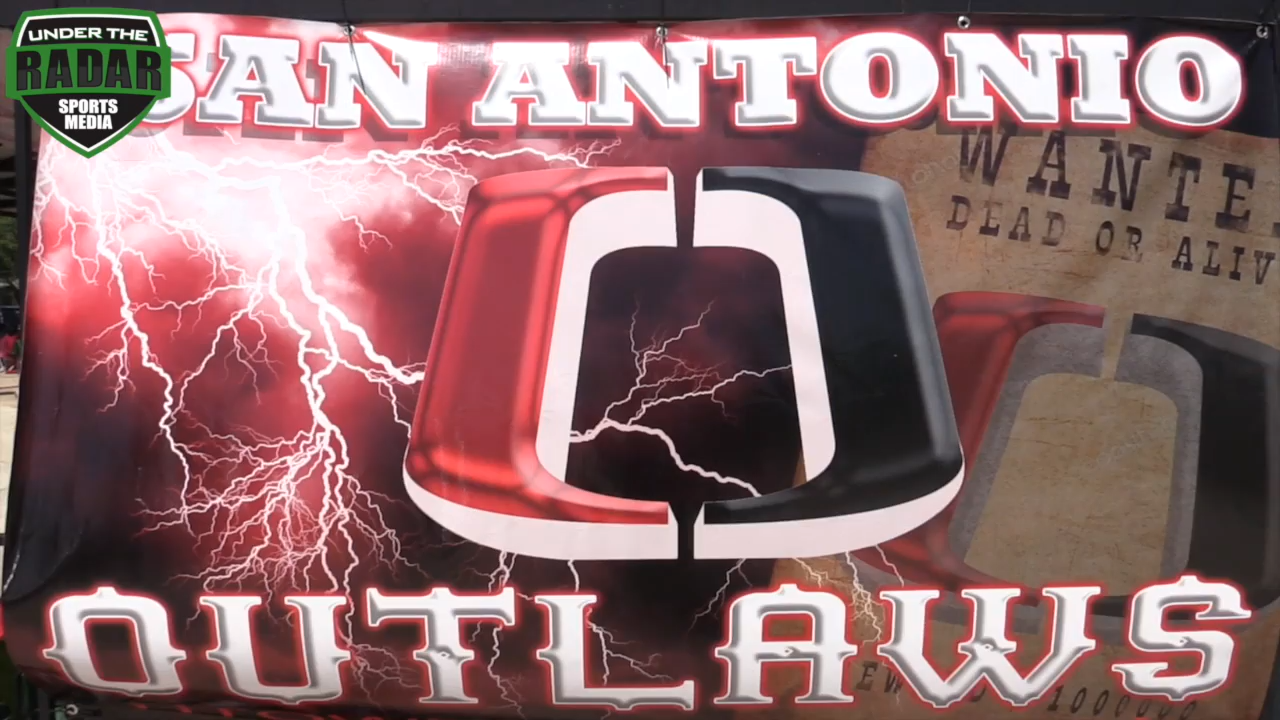 UNDER THE
RADAR
SPORTS
MEDIA
SAN ANTONIO
WANTE
DEAD OR ALIV
OUTLAWS